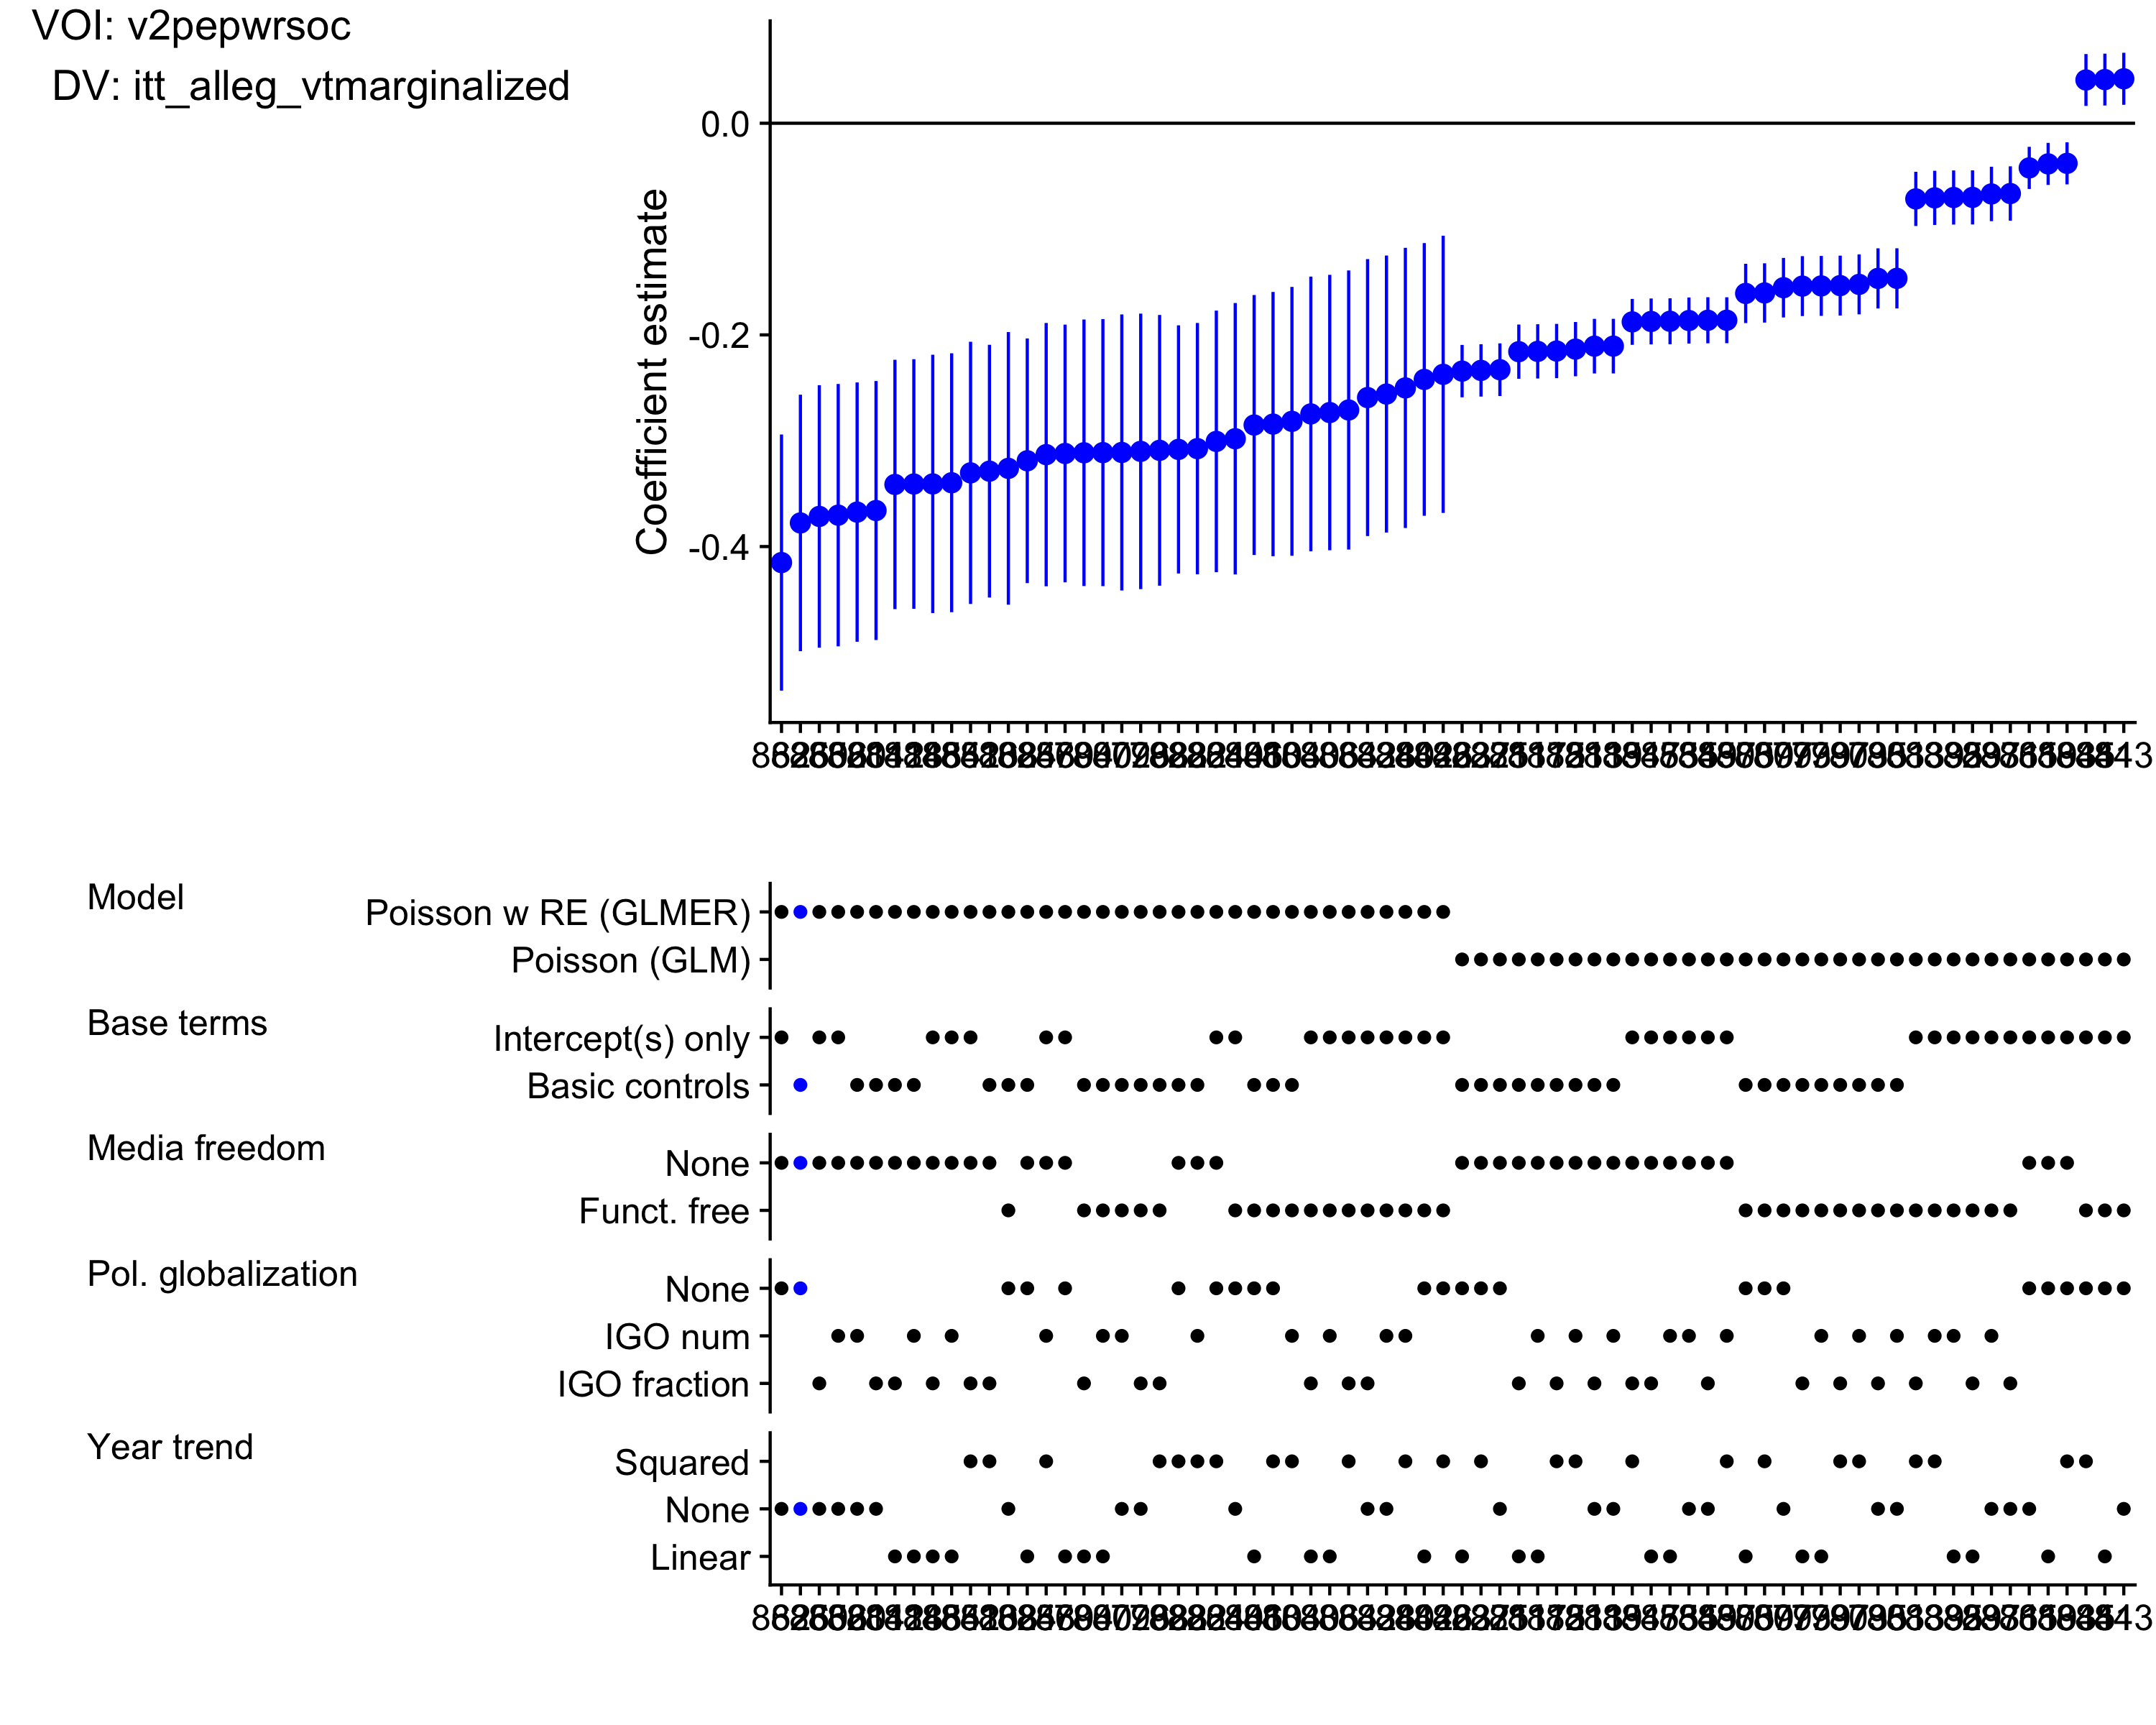 VOI: v2pepwrsoc
DV: itt_alleg_vtmarginalized
0.0
-0.2
-0.4
Coefficient estimate
Model
Poisson w RE (GLMER)
Poisson (GLM)
Base terms
Intercept(s) only
Basic controls
Media freedom
None
Funct. free
Pol. globalization
None
IGO num
IGO fraction
Year trend
Squared
None
Linear